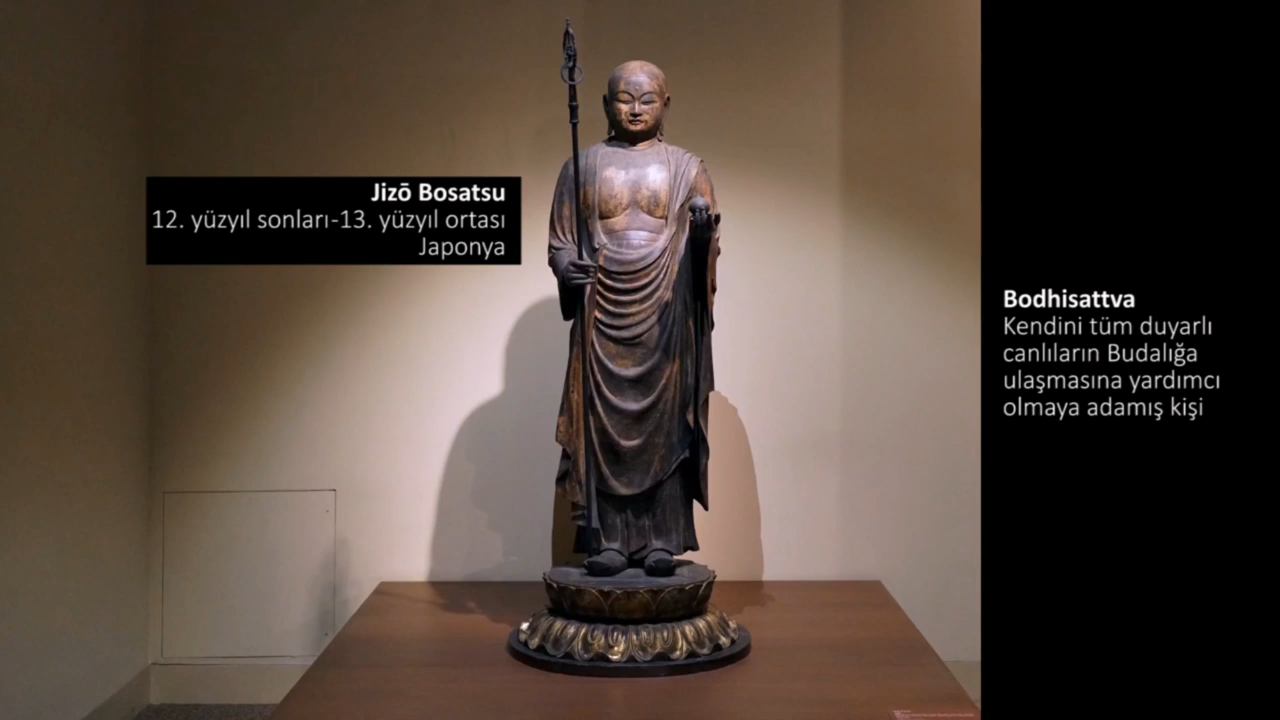 Jizō Bosatsu
12. yüzyıl sonları-13. yüzyıl ortası
Japonya
Bodhisattva
Kendini tüm duyarlı
canlıların Budalığa
ulaşmasına yardımcı
olmaya adamış kişi